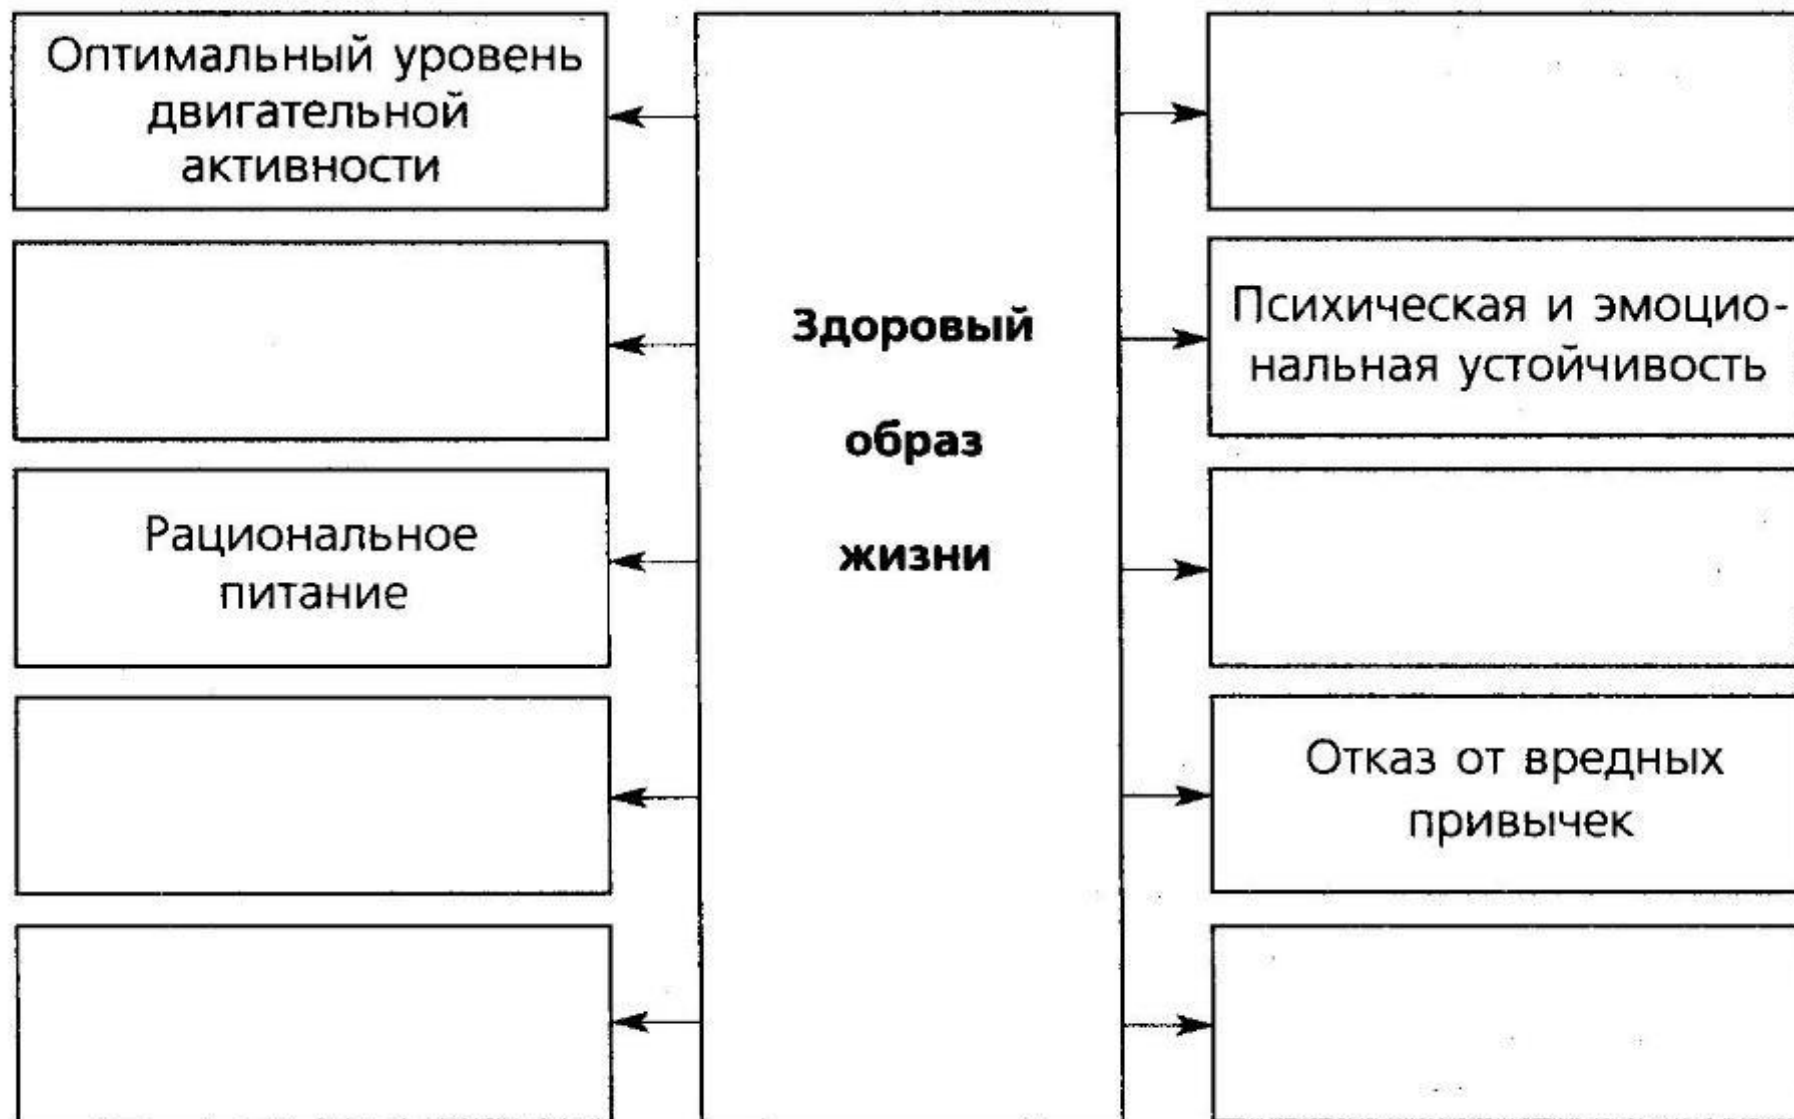 Оптимальный уровень
двигательной
активности
Рациональное
питание
Здоровый
образ
жизни
Психическая и эмоцио-
нальная устойчивость
Отказ от вредных
привычек